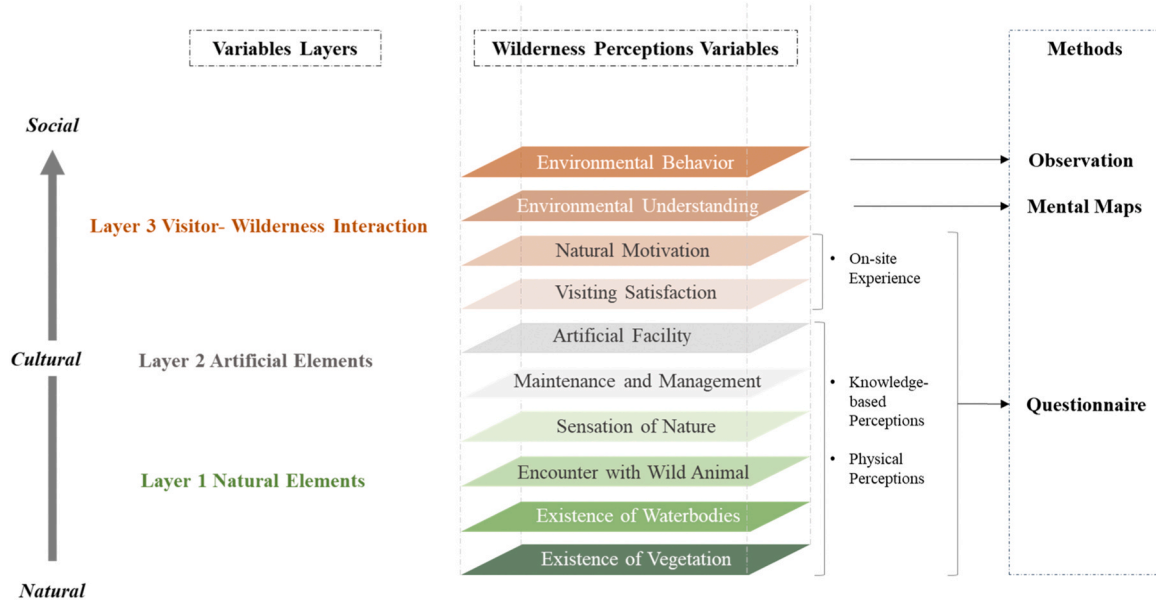 Variables Layers
Wilderness Perceptions Variables
Methods
Social
Cultural
Natural
Layer 3 Visitor- Wilderness Interaction
Layer 2 Artificial Elements
Layer 1 Natural Elements
Environmental Behavior
Environmental Understanding
Natural Motivation
Visiting Satisfaction
Artificial Facility
Maintenance and Management
Sensation of Nature
Encounter with Wild Animal
Existence of Waterbodies
Existence of Vegetation
• On-site
Experience
• Knowledge-
based
Perceptions
• Physical
Perceptions
Observation
Mental Maps
Questionnaire